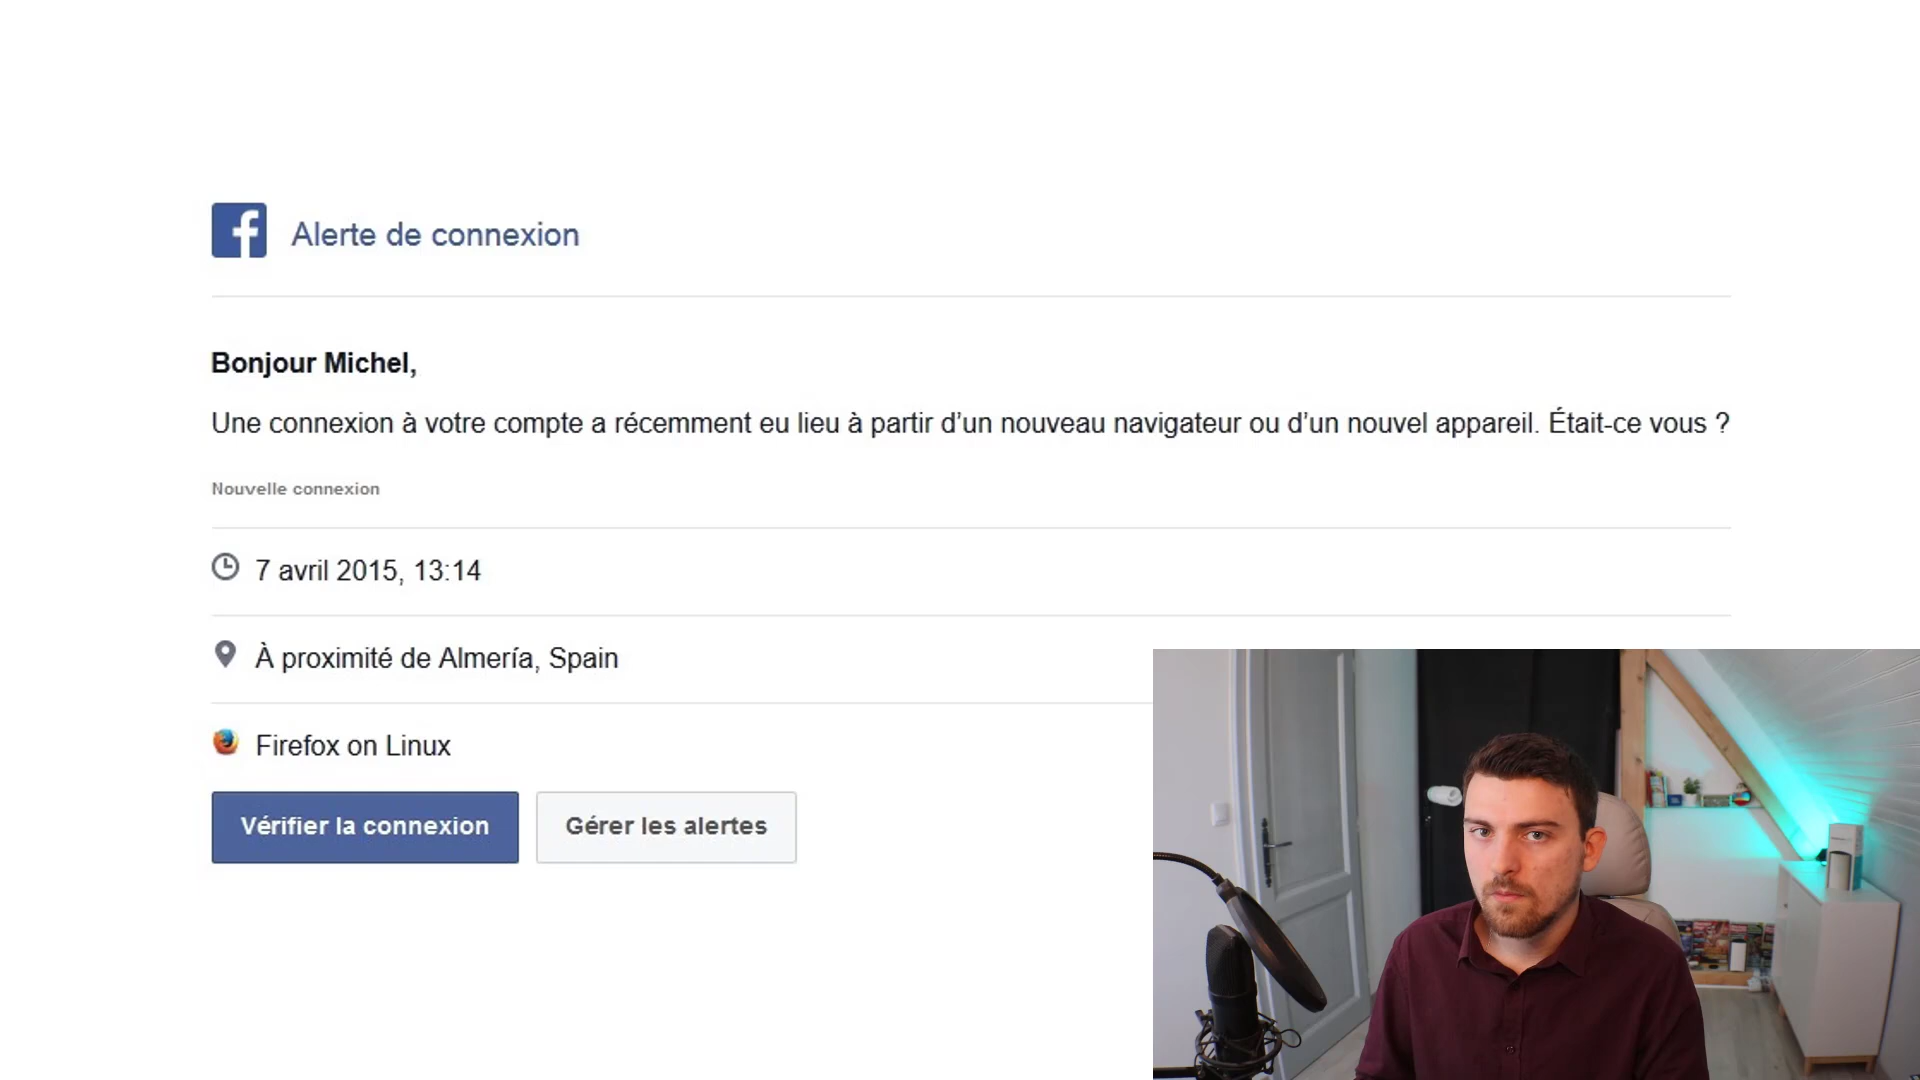 Alerte de connexion
Bonjour Michel,
Une connexion à votre compte a récemment eu lieu à partir d’un nouveau navigateur ou d’un nouvel appareil. Était-ce vous ?
Nouvelle connexion
7 avril 2015, 13:14
À proximité de Almería, Spain
Firefox on Linux
Vérifier la connexion
Gérer les alertes